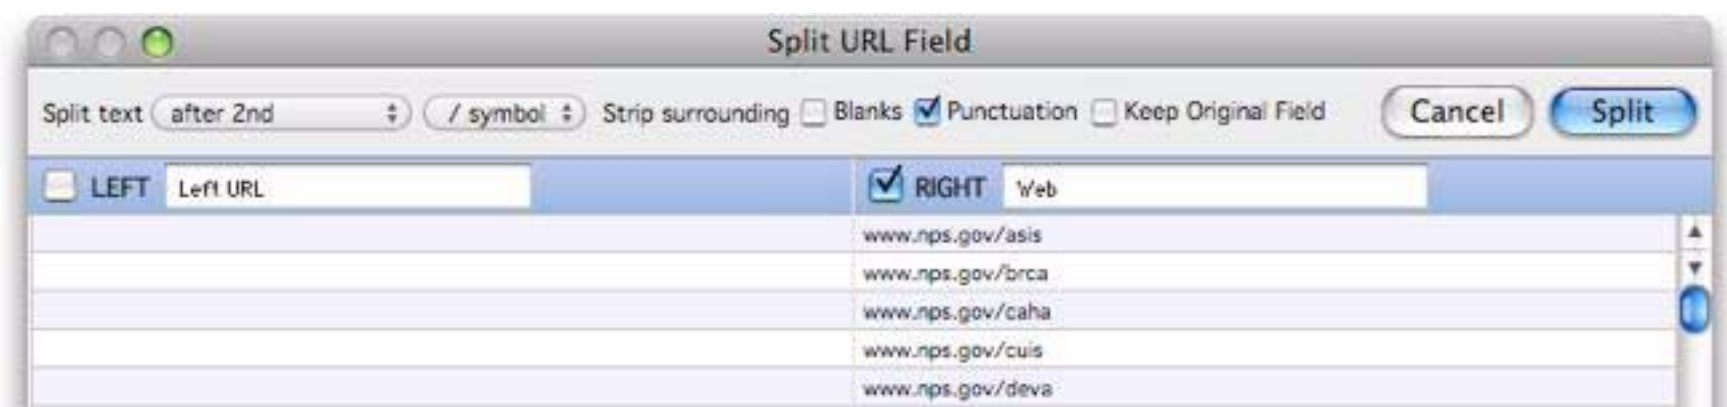 Split URL Field
Split text after 2nd / symbol Strip surrounding Blanks Punctuation Keep Original Field Cancel Split
LEFT Left URL RIGHT Web
www.nps.gov/asis
www.nps.gov/brca
www.nps.gov/caha
www.nps.gov/cuis
www.nps.gov/deva